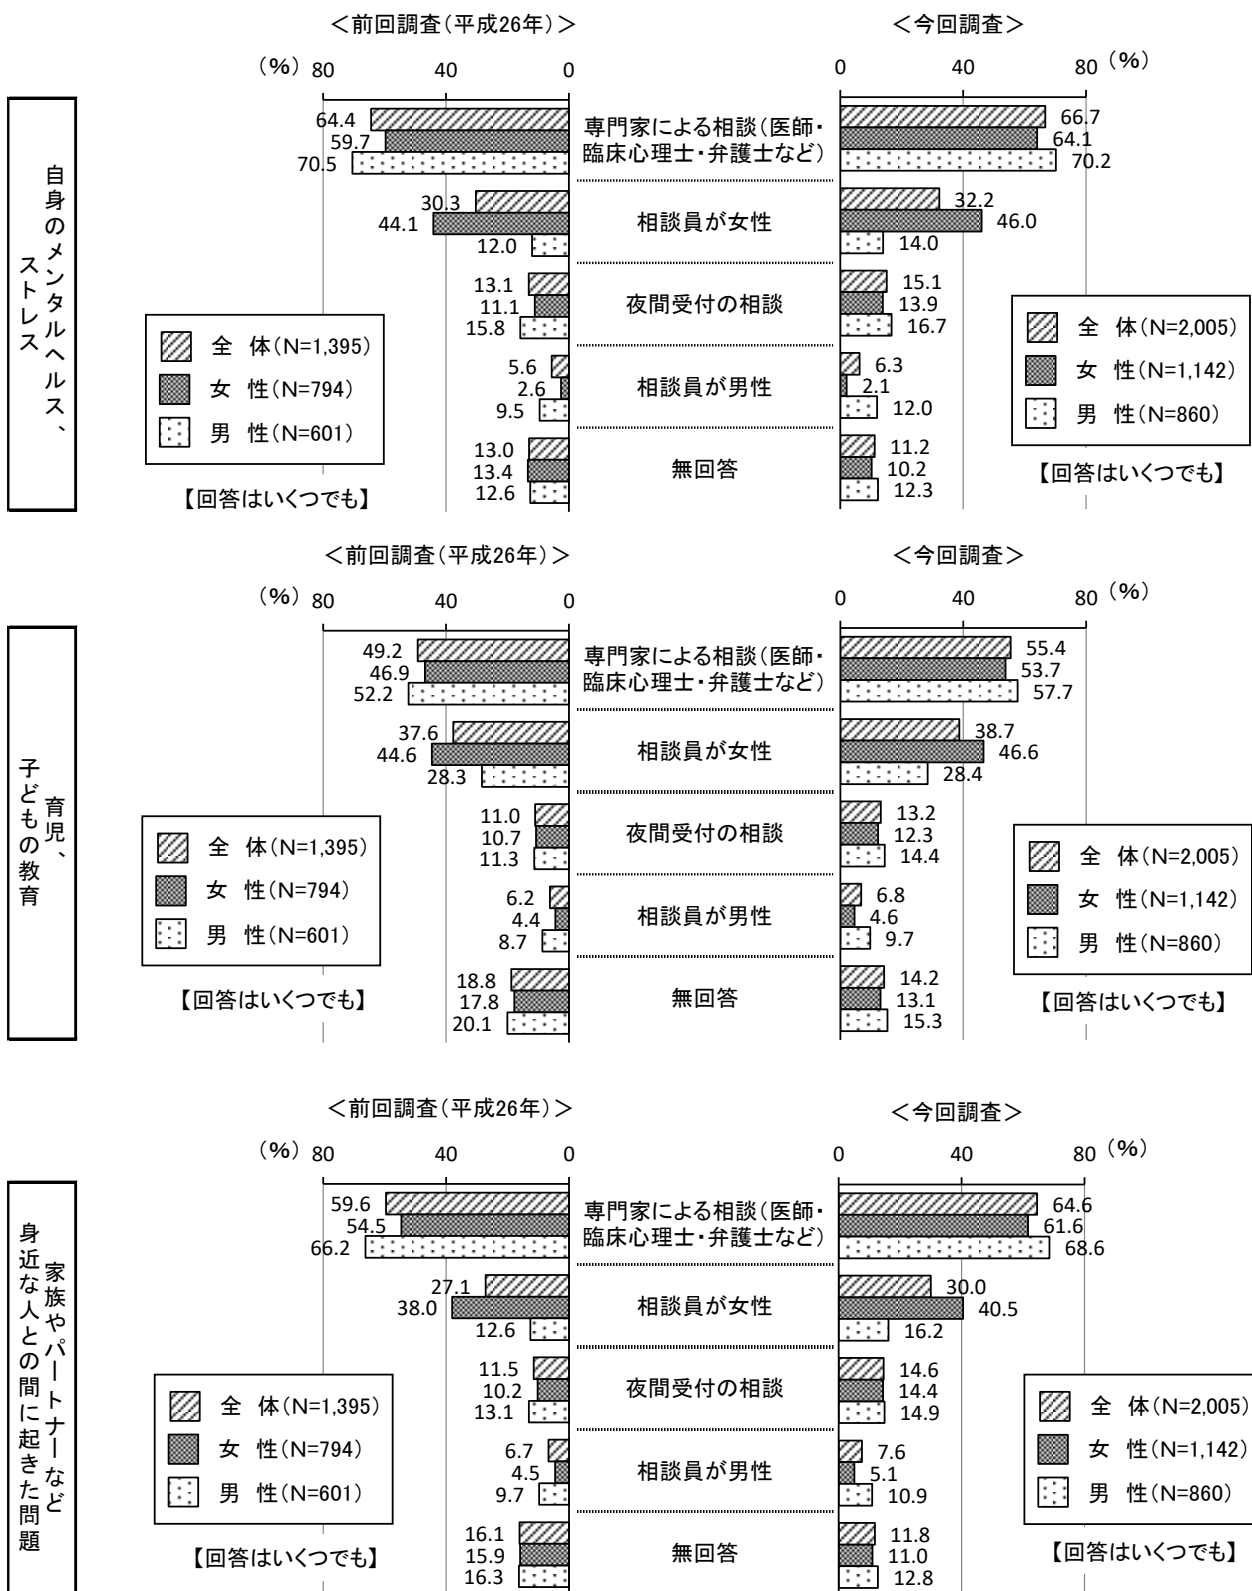 ＜前回調査(平成26年)＞
＜今回調査＞
(%) 80 40 0
0 40 80 (%)
自身のメンタルヘルス、
ストレス
64.4
59.7
70.5
専門家による相談(医師・
臨床心理士・弁護士など)
66.7
64.1
70.2
30.3
44.1
12.0
相談員が女性
32.2
46.0
14.0
13.1
11.1
15.8
夜間受付の相談
15.1
13.9
16.7
5.6
2.6
9.5
相談員が男性
6.3
2.1
12.0
13.0
13.4
12.6
無回答
11.2
10.2
12.3
全 体(N=1,395)
女 性(N=794)
男 性(N=601)
【回答はいくつでも】
全 体(N=2,005)
女 性(N=1,142)
男 性(N=860)
【回答はいくつでも】
＜前回調査(平成26年)＞
＜今回調査＞
(%) 80 40 0
0 40 80 (%)
育児、
子どもの教育
49.2
46.9
52.2
専門家による相談(医師・
臨床心理士・弁護士など)
55.4
53.7
57.7
37.6
44.6
28.3
相談員が女性
38.7
46.6
28.4
11.0
10.7
11.3
夜間受付の相談
13.2
12.3
14.4
6.2
4.4
8.7
相談員が男性
6.8
4.6
9.7
18.8
17.8
20.1
無回答
14.2
13.1
15.3
全 体(N=1,395)
女 性(N=794)
男 性(N=601)
【回答はいくつでも】
全 体(N=2,005)
女 性(N=1,142)
男 性(N=860)
【回答はいくつでも】
＜前回調査(平成26年)＞
＜今回調査＞
(%) 80 40 0
0 40 80 (%)
家族やパートナーなど
身近な人との間に起きた問題
59.6
54.5
66.2
専門家による相談(医師・
臨床心理士・弁護士など)
64.6
61.6
68.6
27.1
38.0
12.6
相談員が女性
30.0
40.5
16.2
11.5
10.2
13.1
夜間受付の相談
14.6
14.4
14.9
6.7
4.5
9.7
相談員が男性
7.6
5.1
10.9
16.1
15.9
16.3
無回答
11.8
11.0
12.8
全 体(N=1,395)
女 性(N=794)
男 性(N=601)
【回答はいくつでも】
全 体(N=2,005)
女 性(N=1,142)
男 性(N=860)
【回答はいくつでも】